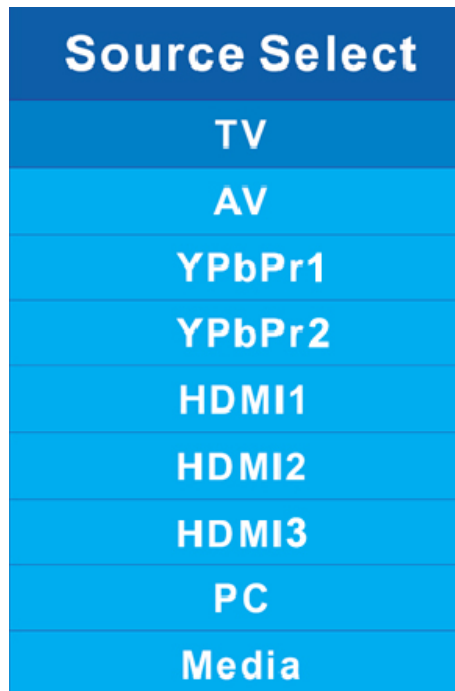 Source Select
TV
AV
YPbPr1
YPbPr2
HDMI1
HDMI2
HDMI3
PC
Media